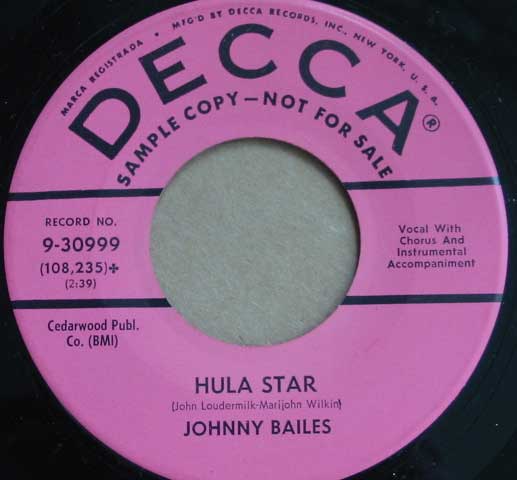 MARCA REGISTRADA • MFG'D BY DECCA RECORDS, INC., NEW YORK, U. S. A.
DECCA®
SAMPLE COPY—NOT FOR SALE
RECORD NO.
9-30999
(108,235)✢
(2:39)
Vocal With
Chorus And
Instrumental
Accompaniment
Cedarwood Publ.
Co. (BMI)
HULA STAR
(John Loudermilk-Marijohn Wilkin)
JOHNNY BAILES